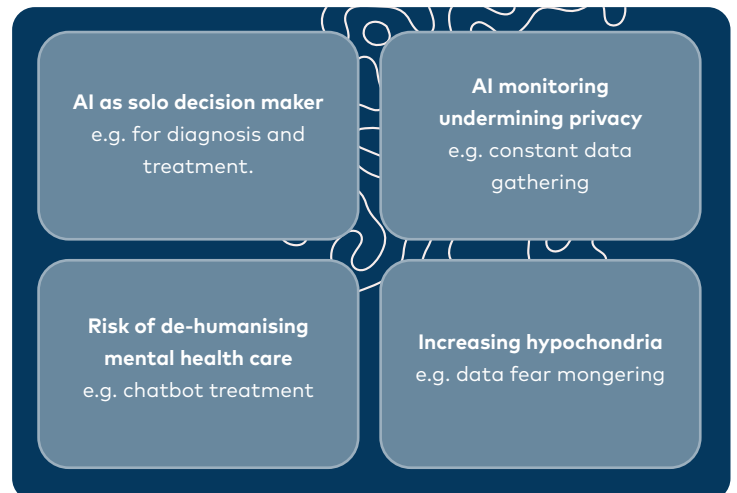 AI as solo decision maker
e.g. for diagnosis and
treatment.
AI monitoring
undermining privacy
e.g. constant data
gathering
Risk of de-humanising
mental health care
e.g. chatbot treatment
Increasing hypochondria
e.g. data fear mongering